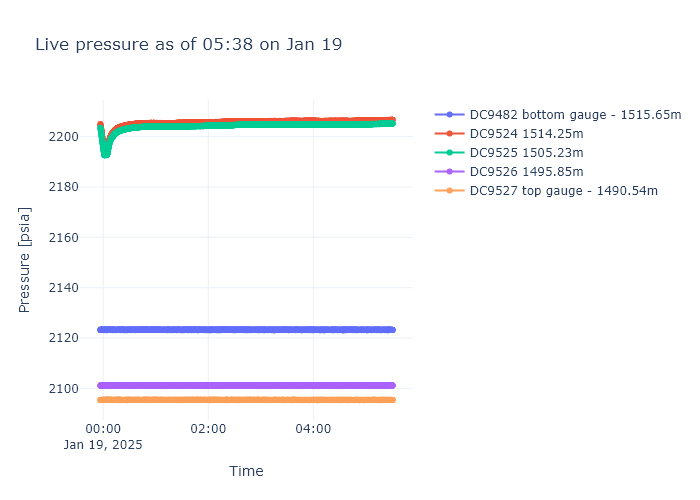 Live pressure as of 05:38 on Jan 19
DC9482 bottom gauge - 1515.65m
DC9524 1514.25m
DC9525 1505.23m
DC9526 1495.85m
DC9527 top gauge - 1490.54m
Pressure [psia]
2200
2180
2160
2140
2120
2100
00:00
Jan 19, 2025
02:00
04:00
Time